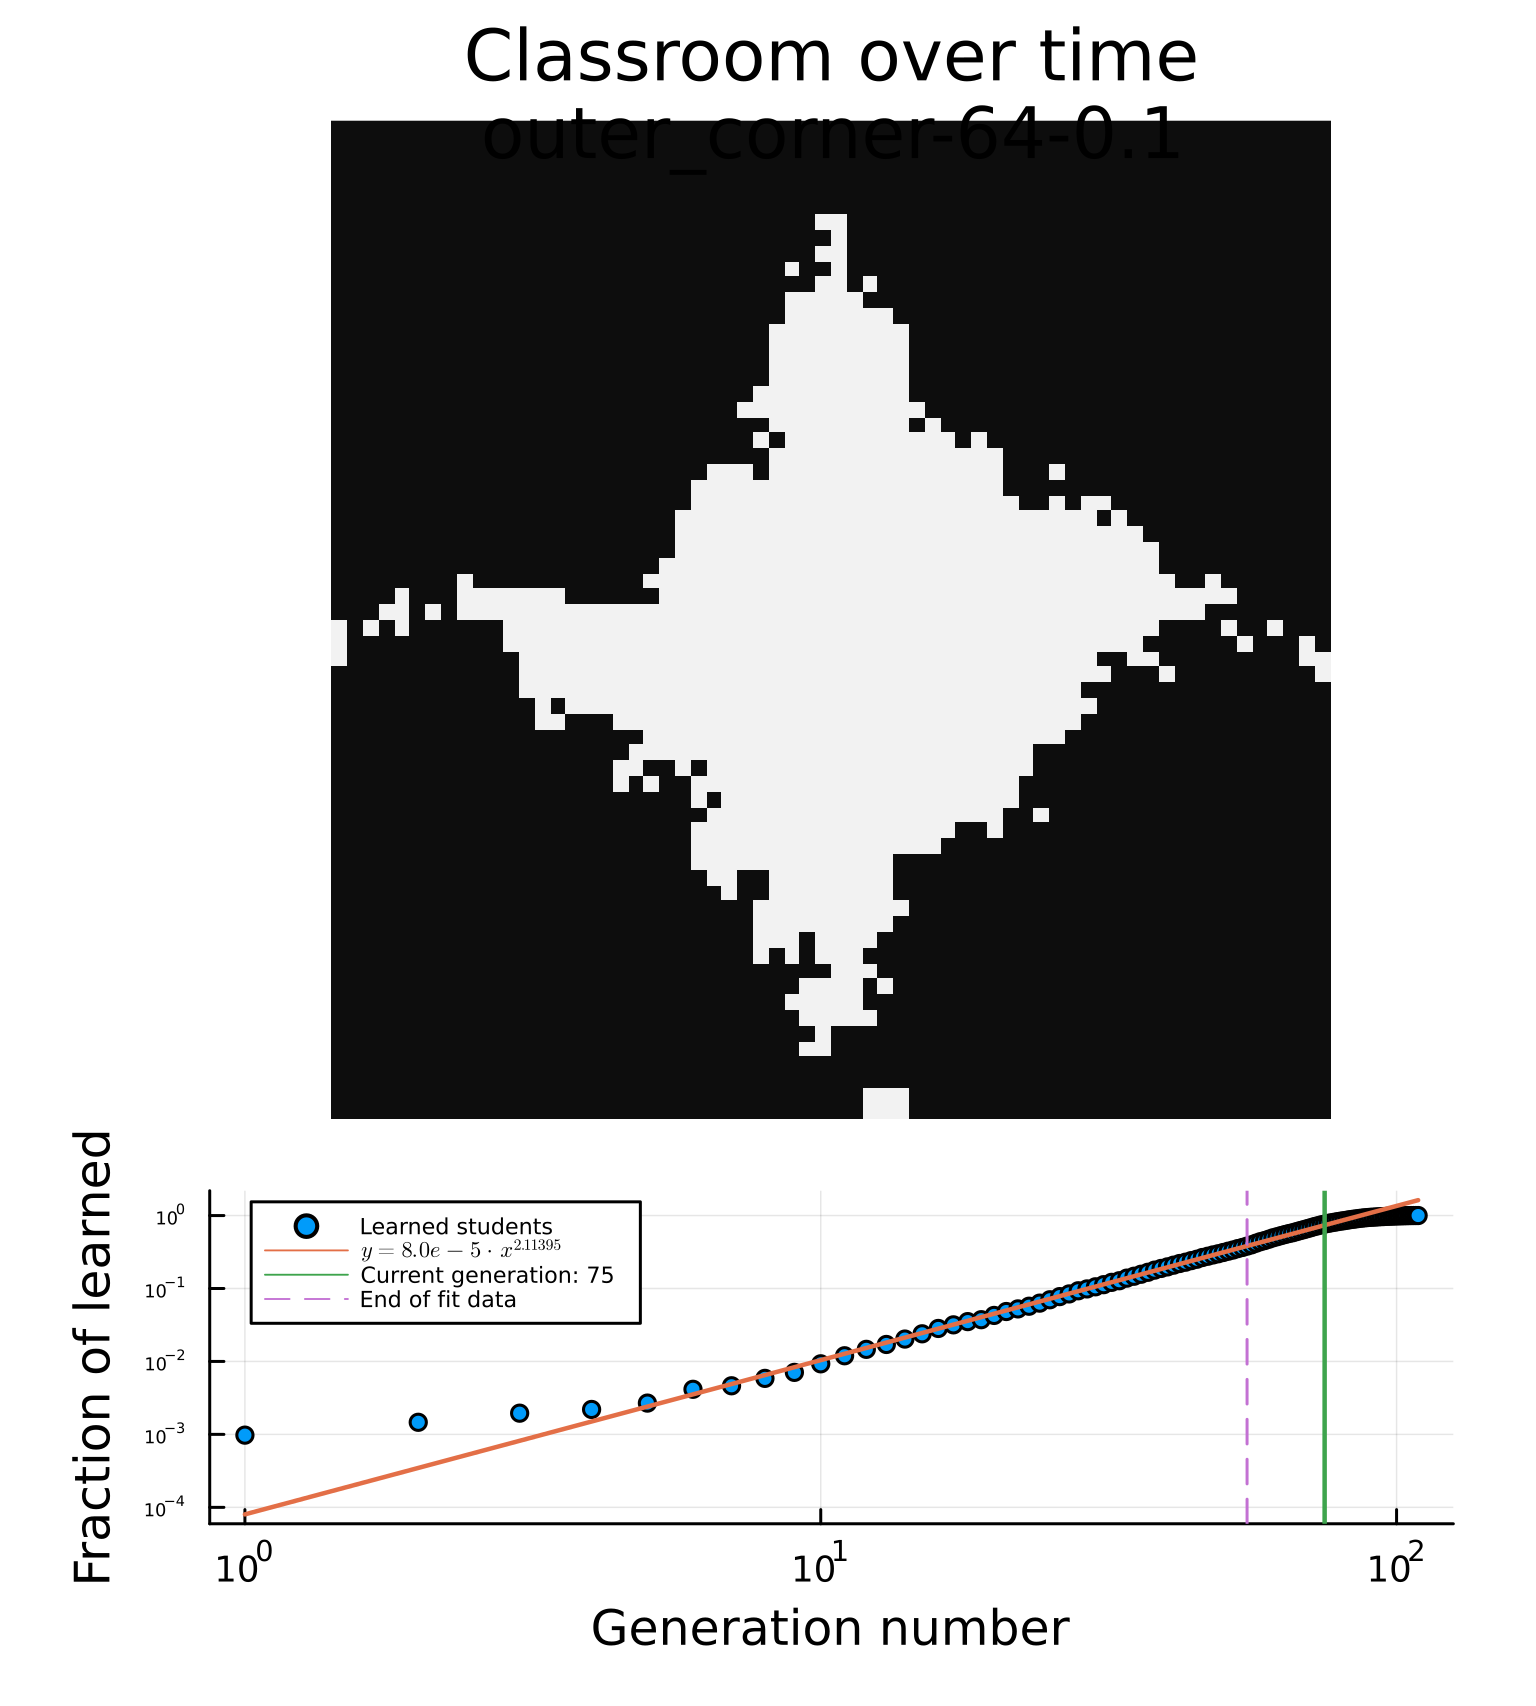 Classroom over time
outer_corner-64-0.1
Fraction of learned
10^0
10^-1
10^-2
10^-3
10^-4
Learned students
y = 8.0e − 5 · x^2.11395
Current generation: 75
End of fit data
10^0
10^1
10^2
Generation number